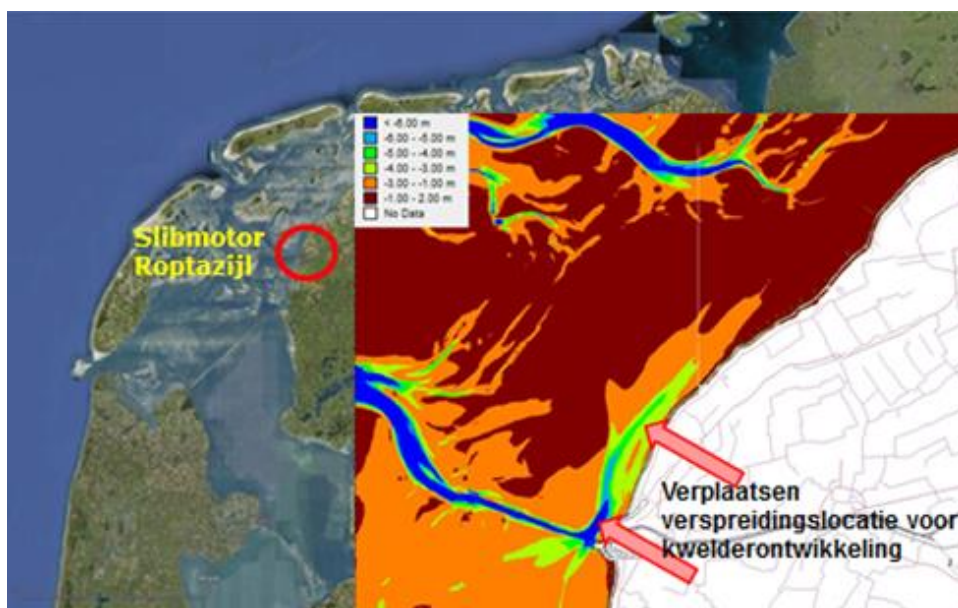 Slibmotor
Roptazijl
< -6.00 m
-6.00 - -5.00 m
-5.00 - -4.00 m
-4.00 - -3.00 m
-3.00 - -1.00 m
-1.00 - 2.00 m
No Data
Verplaatsen
verspreidingslocatie voor
kwelderontwikkeling